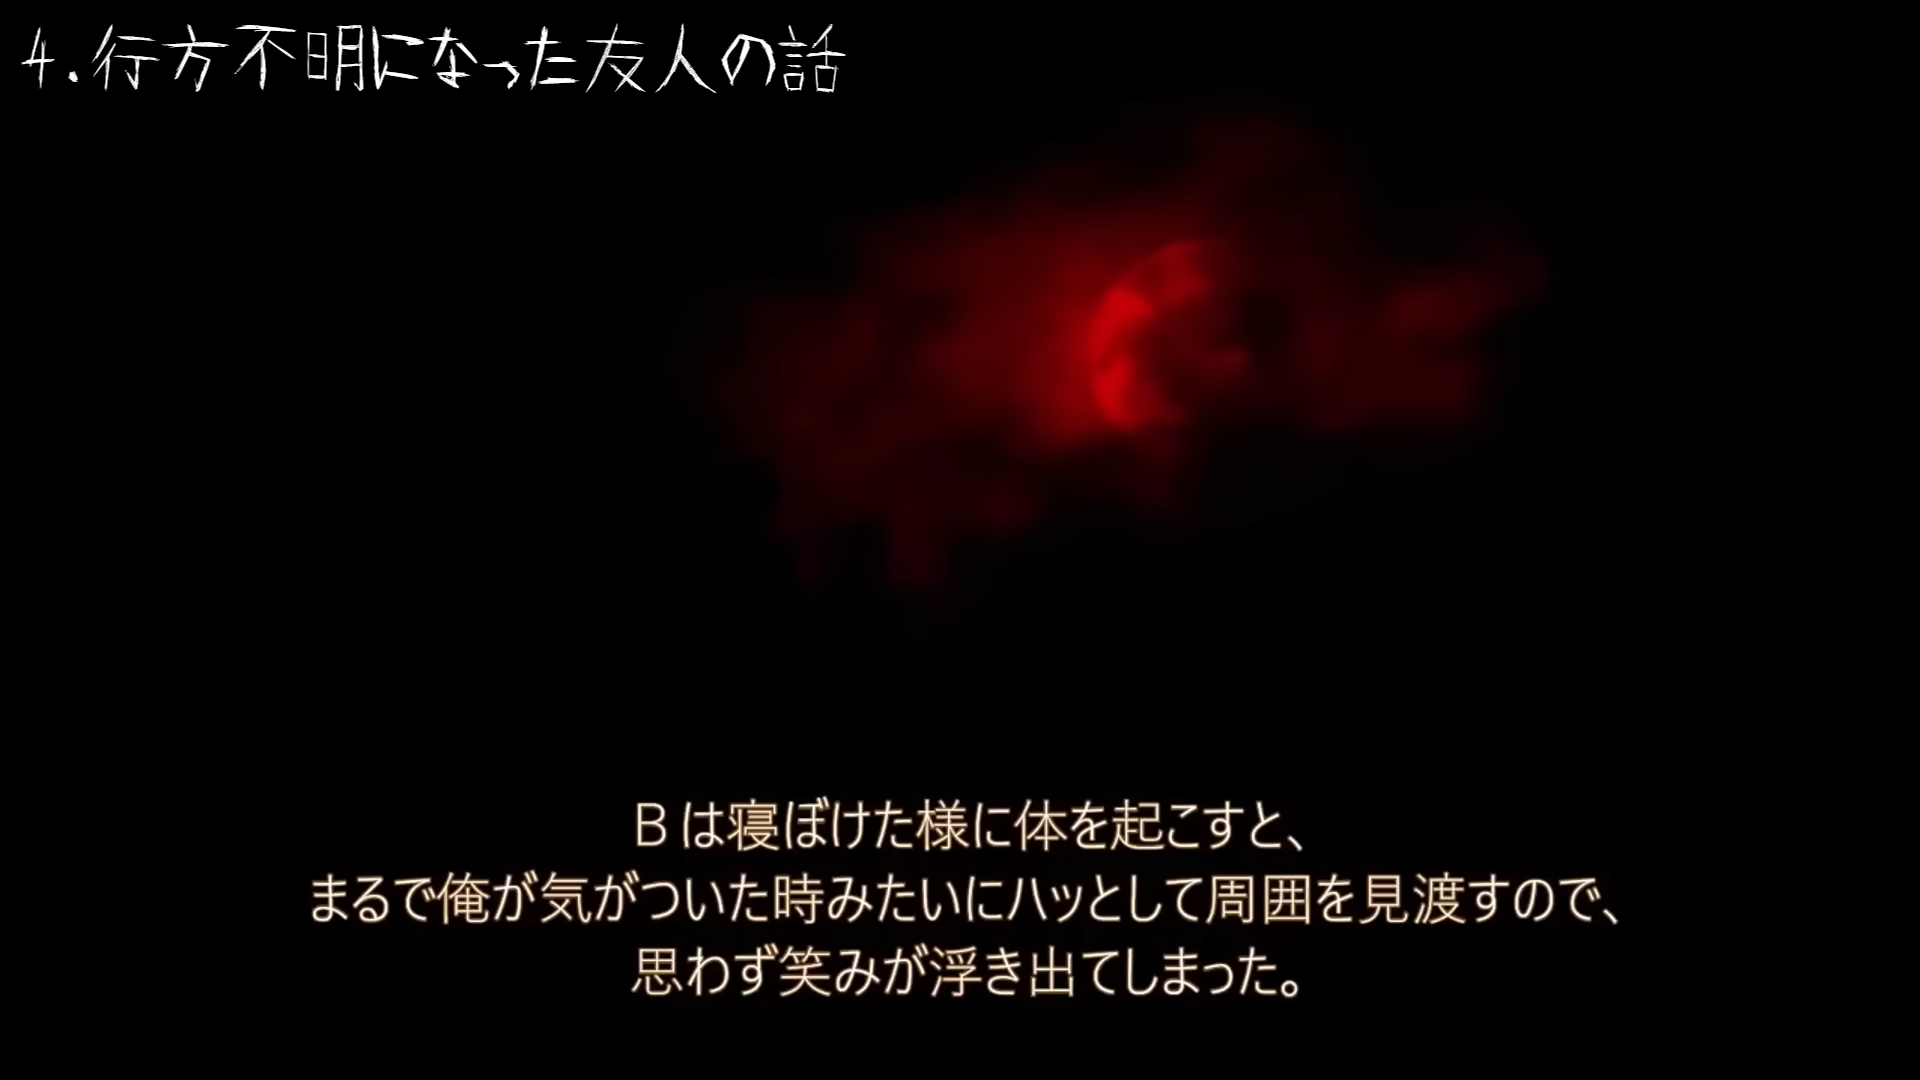 4.行方不明になった友人の話
Bは寝ぼけた様に体を起こすと、
まるで俺が気がついた時みたいにハッとして周囲を見渡すので、
思わず笑みが浮き出てしまった。